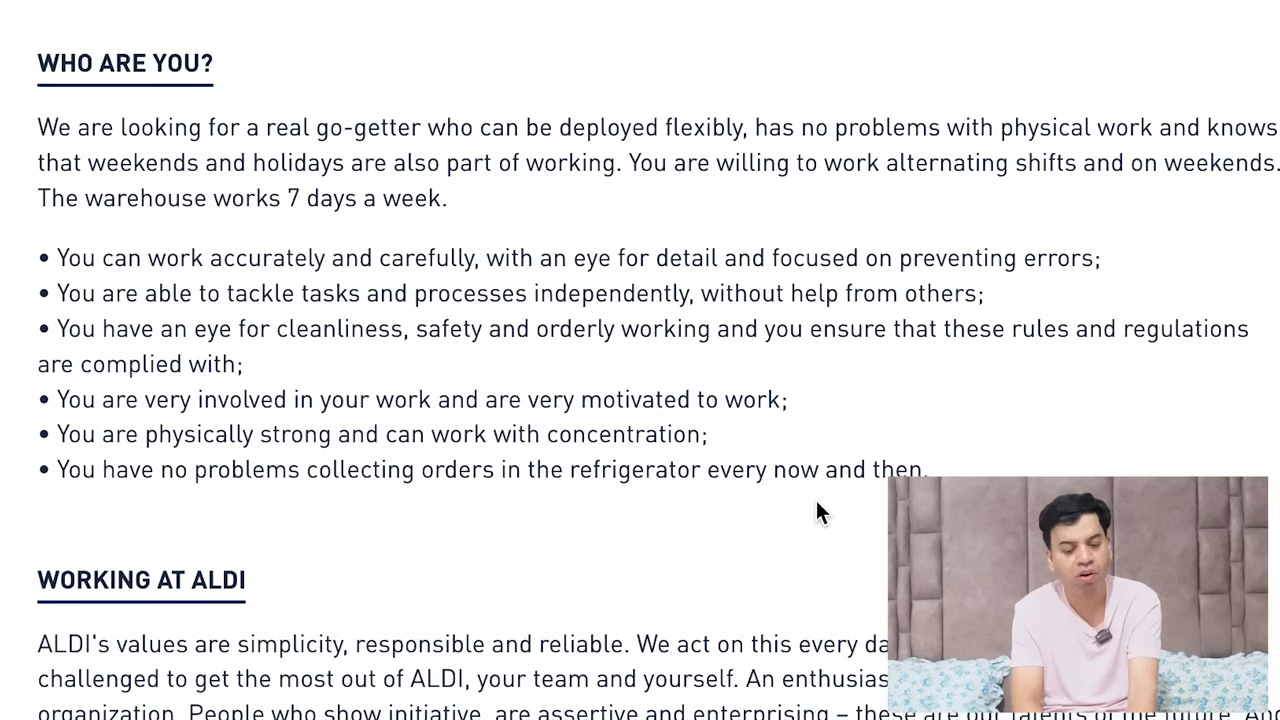 WHO ARE YOU?
We are looking for a real go-getter who can be deployed flexibly, has no problems with physical work and knows
that weekends and holidays are also part of working. You are willing to work alternating shifts and on weekends.
The warehouse works 7 days a week.
• You can work accurately and carefully, with an eye for detail and focused on preventing errors;
• You are able to tackle tasks and processes independently, without help from others;
• You have an eye for cleanliness, safety and orderly working and you ensure that these rules and regulations
are complied with;
• You are very involved in your work and are very motivated to work;
• You are physically strong and can work with concentration;
• You have no problems collecting orders in the refrigerator every now and then.
WORKING AT ALDI
ALDI's values are simplicity, responsible and reliable. We act on this every da
challenged to get the most out of ALDI, your team and yourself. An enthusias
organization. People who show initiative, are assertive and enterprising – these are our talents of the future.